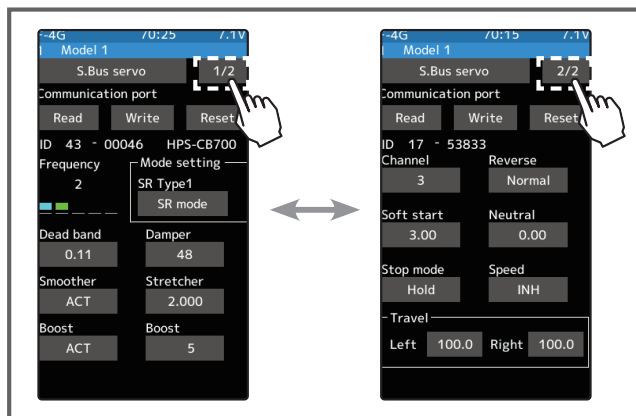 -4G 70:25 7.1V
Model 1
S.Bus servo 1/2
Communication port
Read Write Reset
ID 43 - 00046 HPS-CB700
Frequency Mode setting
2 SR Type1
SR mode
Dead band Damper
0.11 48
Smoother Stretcher
ACT 2.000
Boost Boost
ACT 5
-4G 70:15 7.1V
Model 1
S.Bus servo 2/2
Communication port
Read Write Reset
ID 17 - 53833
Channel Reverse
3 Normal
Soft start Neutral
3.00 0.00
Stop mode Speed
Hold INH
Travel
Left 100.0 Right 100.0